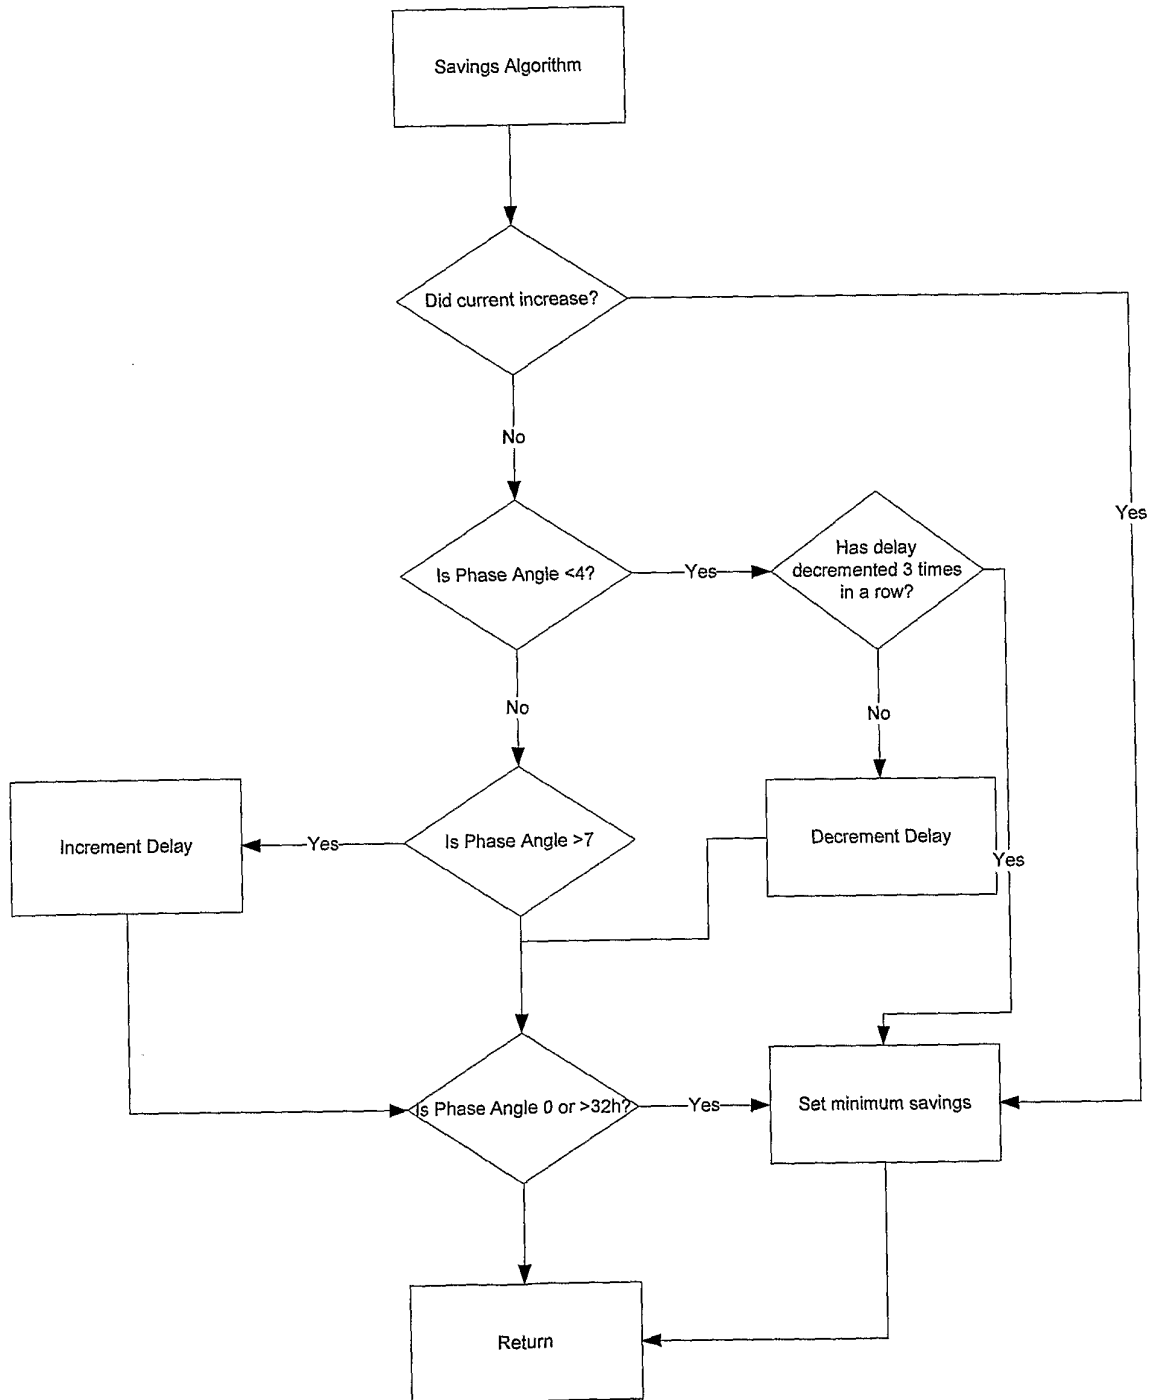 Savings Algorithm
Did current increase?
No
Yes
Is Phase Angle <4?
Yes
Has delay
decremented 3 times
in a row?
No
No
Increment Delay
Yes
Is Phase Angle >7
Decrement Delay
Yes
Is Phase Angle 0 or >32h?
Yes
Set minimum savings
Return